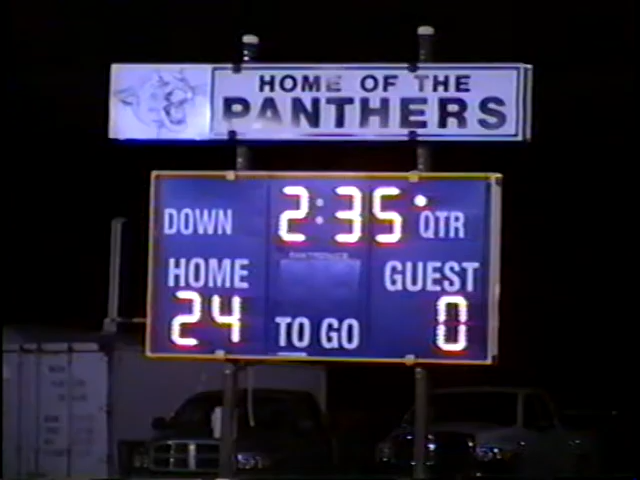 HOME OF THE
PANTHERS
2:35
DOWN
QTR
HOME
GUEST
24
TO GO
0